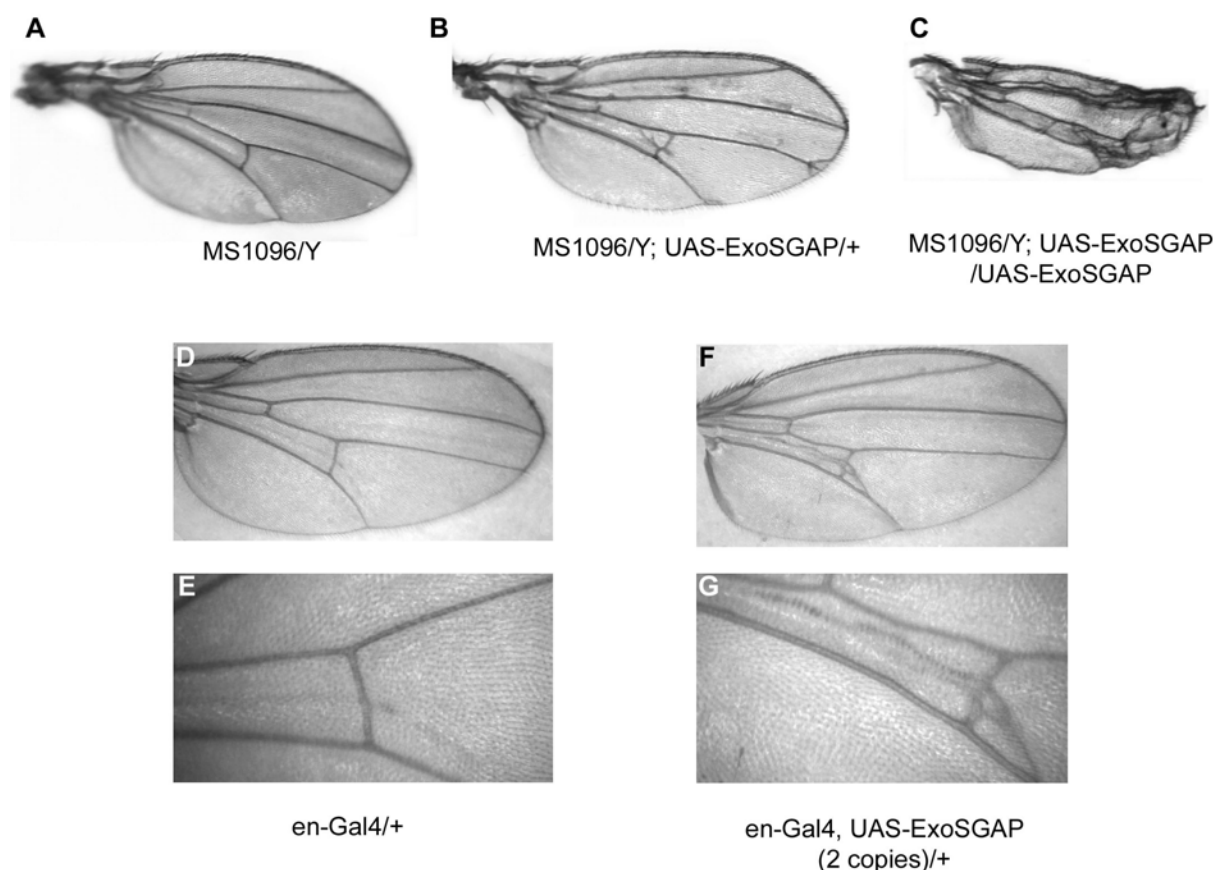 A
B
C
MS1096/Y
MS1096/Y; UAS-ExoSGAP/+
MS1096/Y; UAS-ExoSGAP
/UAS-ExoSGAP
D
F
E
G
en-Gal4/+
en-Gal4, UAS-ExoSGAP
(2 copies)/+